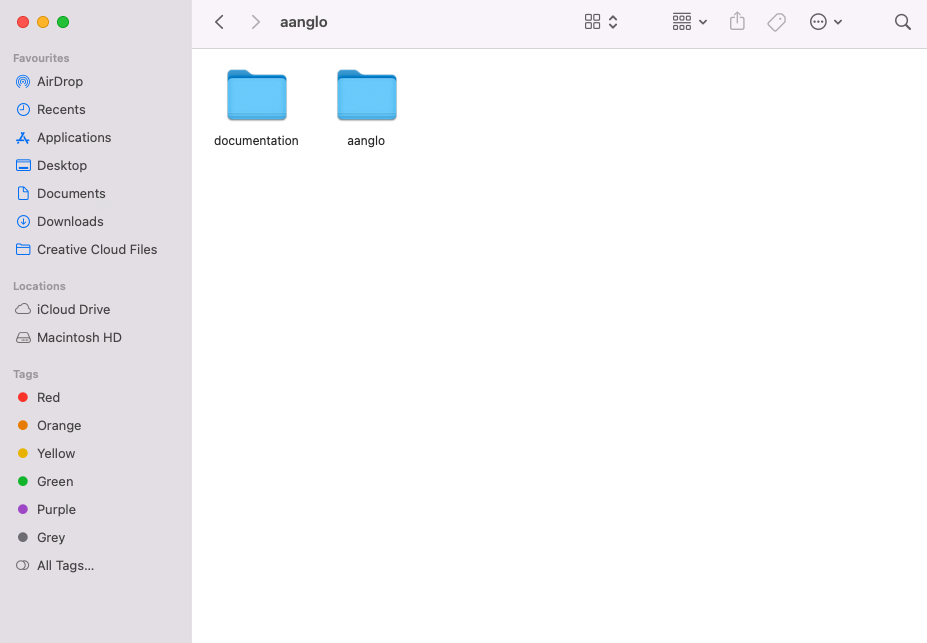 aanglo
Favourites
AirDrop
Recents
Applications
Desktop
Documents
Downloads
Creative Cloud Files
Locations
iCloud Drive
Macintosh HD
Tags
Red
Orange
Yellow
Green
Purple
Grey
All Tags...
documentation
aanglo